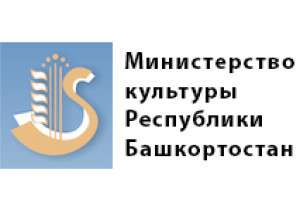 Министерство
культуры
Республики
Башкортостан